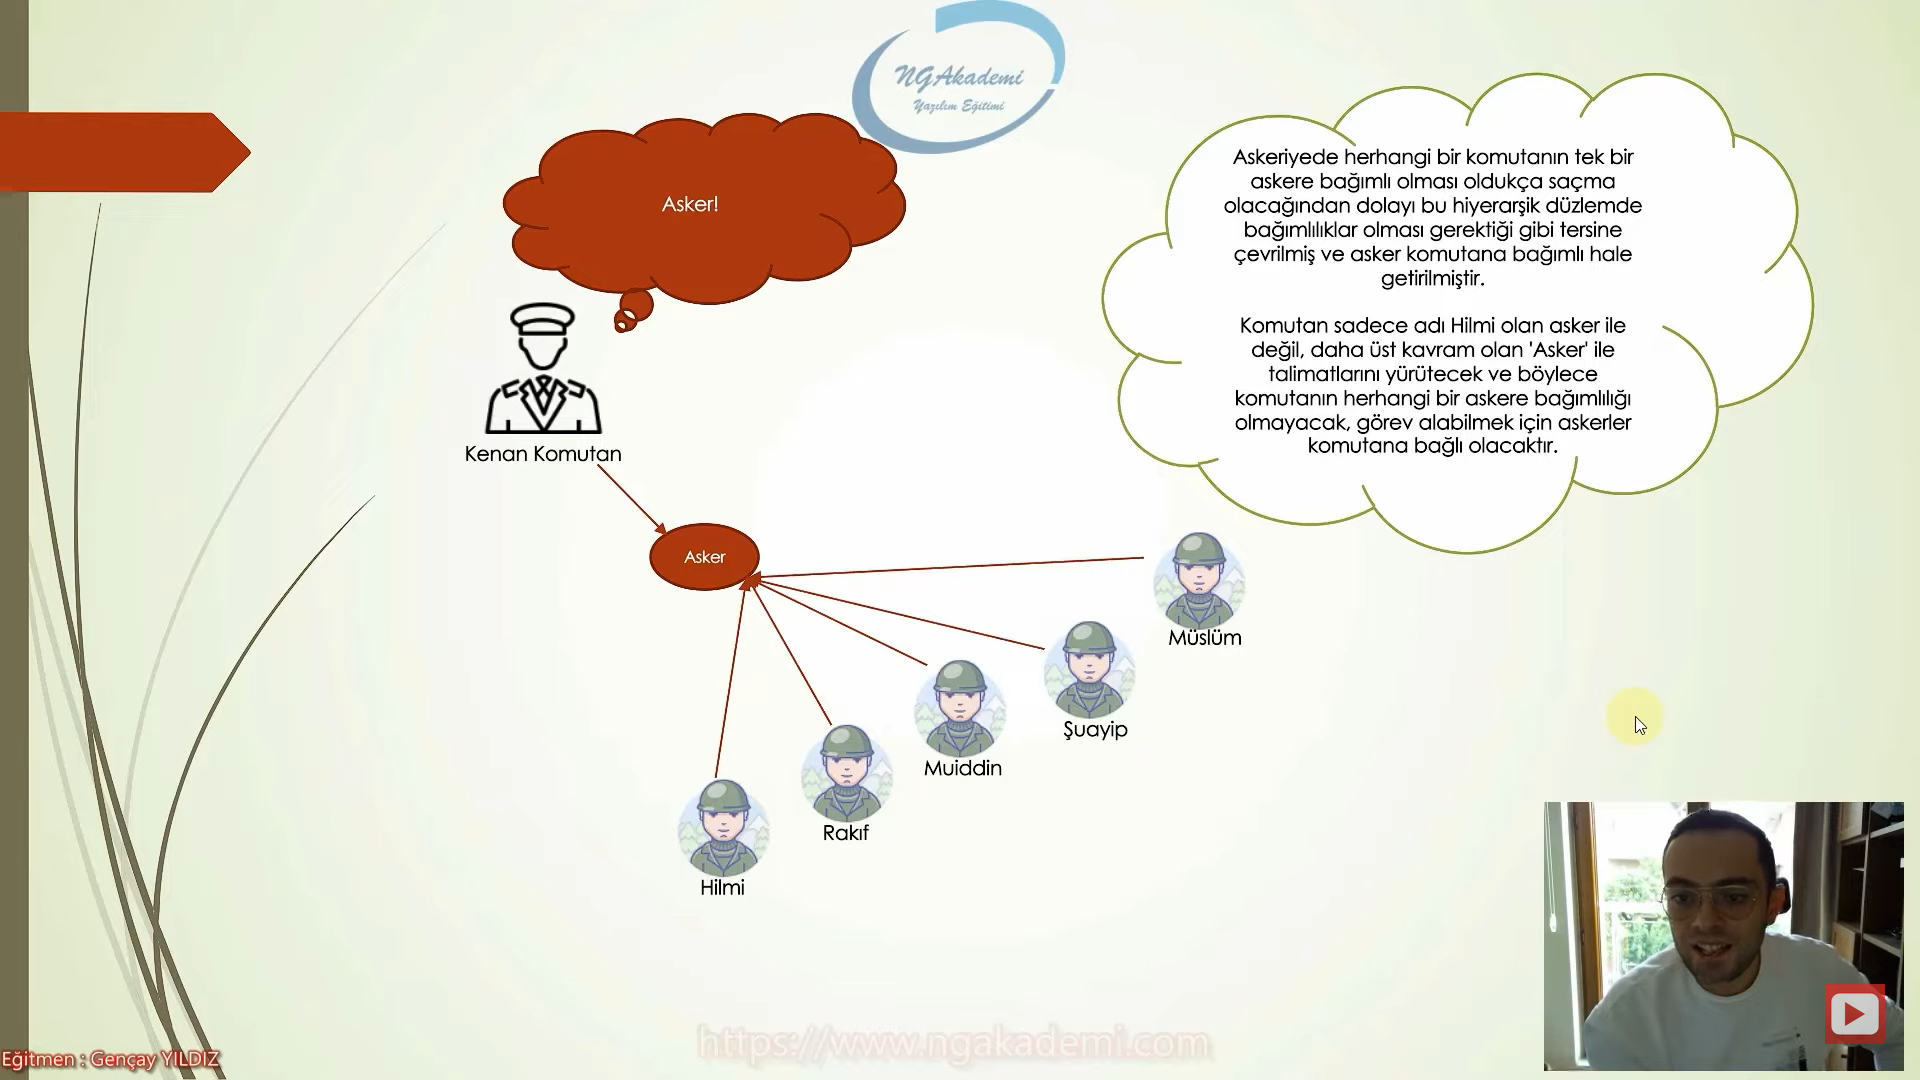 NGAkademi
Yazılım Eğitimi
Asker!
Askeriyede herhangi bir komutanın tek bir
askere bağımlı olması oldukça saçma
olacağından dolayı bu hiyerarşik düzlemde
bağımlılıklar olması gerektiği gibi tersine
çevrilmiş ve asker komutana bağımlı hale
getirilmiştir.
Komutan sadece adı Hilmi olan asker ile
değil, daha üst kavram olan 'Asker' ile
talimatlarını yürütecek ve böylece
komutanın herhangi bir askere bağımlılığı
olmayacak, görev alabilmek için askerler
komutana bağlı olacaktır.
Kenan Komutan
Asker
Müslüm
Şuayip
Muiddin
Rakıf
Hilmi
https://www.ngakademi.com
Eğitmen : Gençay YILDIZ